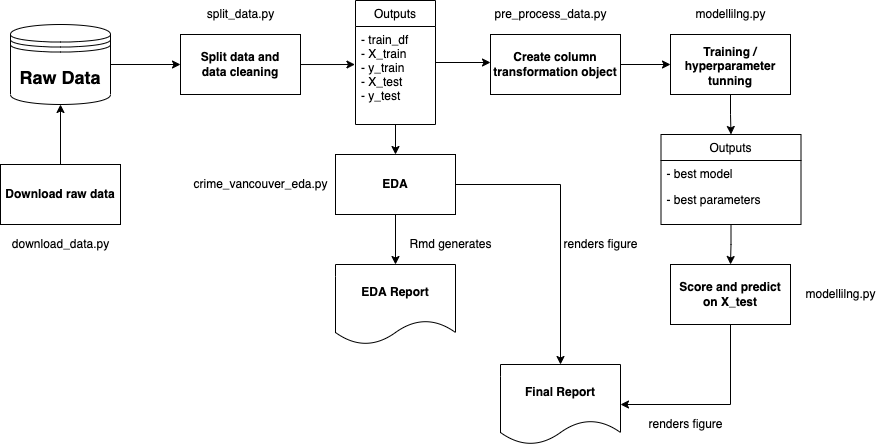 split_data.py
Outputs
pre_process_data.py
modellilng.py
Raw Data
Split data and
data cleaning
- train_df
- X_train
- y_train
- X_test
- y_test
Create column
transformation object
Training /
hyperparameter
tunning
Outputs
- best model
- best parameters
Download raw data
download_data.py
crime_vancouver_eda.py
EDA
Rmd generates
renders figure
EDA Report
Score and predict
on X_test
modellilng.py
Final Report
renders figure